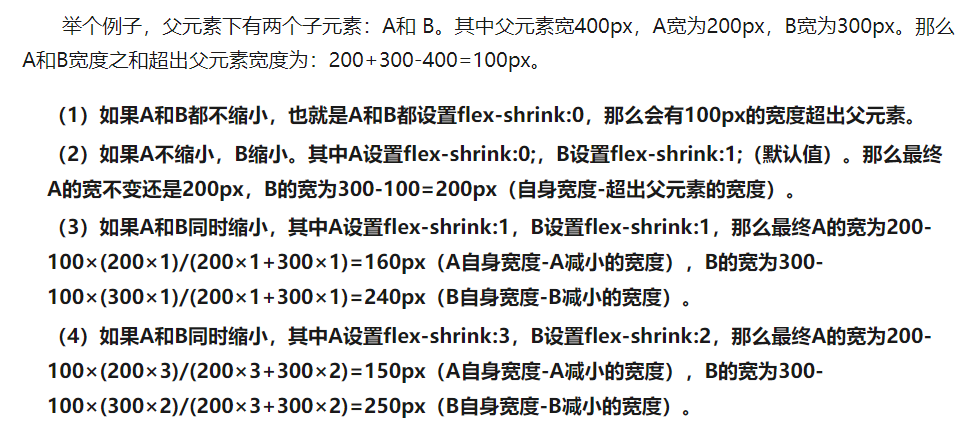 举个例子，父元素下有两个子元素：A和 B。其中父元素宽400px，A宽为200px，B宽为300px。那么
A和B宽度之和超出父元素宽度为：200+300-400=100px。
（1）如果A和B都不缩小，也就是A和B都设置flex-shrink:0，那么会有100px的宽度超出父元素。
（2）如果A不缩小，B缩小。其中A设置flex-shrink:0;，B设置flex-shrink:1;（默认值）。那么最终
A的宽不变还是200px，B的宽为300-100=200px（自身宽度-超出父元素的宽度）。
（3）如果A和B同时缩小，其中A设置flex-shrink:1，B设置flex-shrink:1，那么最终A的宽为200-
100×(200×1)/(200×1+300×1)=160px（A自身宽度-A减小的宽度），B的宽为300-
100×(300×1)/(200×1+300×1)=240px（B自身宽度-B减小的宽度）。
（4）如果A和B同时缩小，其中A设置flex-shrink:3，B设置flex-shrink:2，那么最终A的宽为200-
100×(200×3)/(200×3+300×2)=150px（A自身宽度-A减小的宽度），B的宽为300-
100×(300×2)/(200×3+300×2)=250px（B自身宽度-B减小的宽度）。